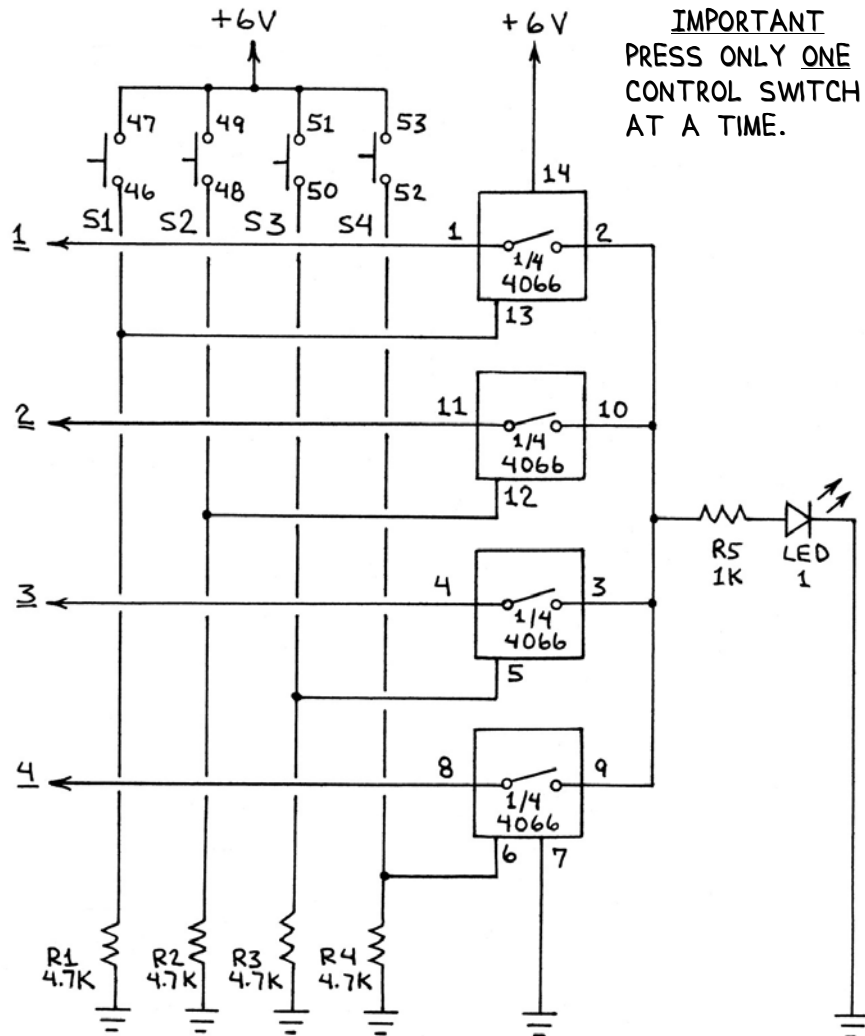 +6V
+6V
IMPORTANT
PRESS ONLY ONE
CONTROL SWITCH
AT A TIME.
47 49 51 53
46 48 50 52
14
S1 S2 S3 S4
1 1 2
1/4
4066
13
2 11 10
1/4
4066
12
3 4 3
1/4
4066
5
R5 LED
1K 1
4 8 9
1/4
4066
6 7
R1 R2 R3 R4
4.7K 4.7K 4.7K 4.7K